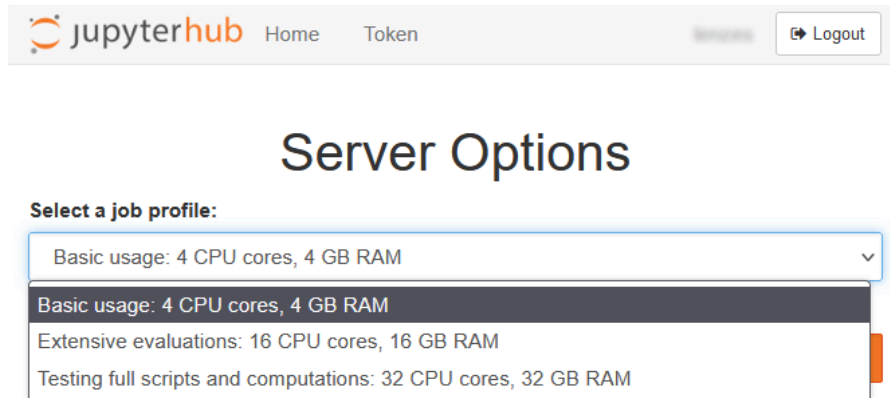 jupyterhub Home Token Logout
Server Options
Select a job profile:
Basic usage: 4 CPU cores, 4 GB RAM
Basic usage: 4 CPU cores, 4 GB RAM
Extensive evaluations: 16 CPU cores, 16 GB RAM
Testing full scripts and computations: 32 CPU cores, 32 GB RAM